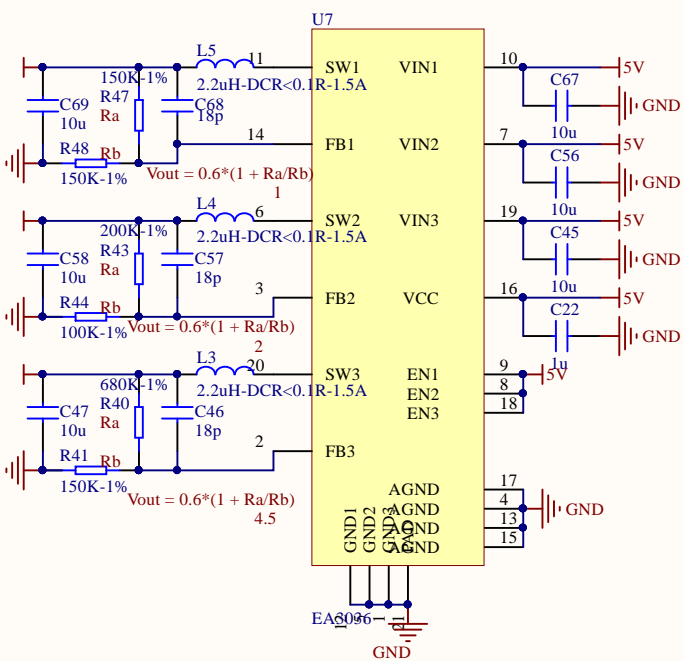 U7
L5
11
SW1
VIN1
10
5V
150K-1%
2.2uH-DCR<0.1R-1.5A
C67
C69
R47
C68
GND
10u
Ra
18p
10u
14
FB1
VIN2
7
5V
R48
Rb
C56
Vout = 0.6*(1 + Ra/Rb)
GND
150K-1%
1
10u
L4
6
SW2
VIN3
19
5V
200K-1%
2.2uH-DCR<0.1R-1.5A
C45
C58
R43
C57
GND
10u
Ra
18p
10u
3
FB2
VCC
16
5V
R44
Rb
C22
Vout = 0.6*(1 + Ra/Rb)
GND
100K-1%
2
1u
L3
20
SW3
EN1
9
5V
680K-1%
2.2uH-DCR<0.1R-1.5A
EN2
8
C47
R40
C46
EN3
18
10u
Ra
18p
2
FB3
R41
Rb
150K-1%
AGND
17
Vout = 0.6*(1 + Ra/Rb)
4.5
AGND
4
GND
AGND
13
AGND
15
GND1
GND2
GND3
PAD
EA3036
1
21
GND